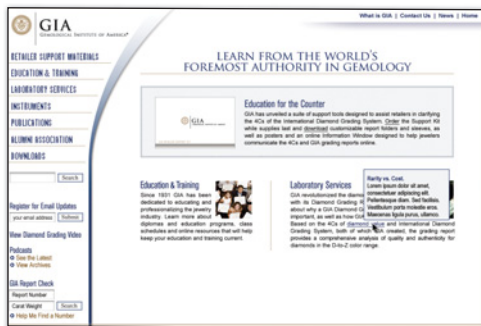 What is GIA | Contact Us | News | Home
GIA
GEMOLOGICAL INSTITUTE OF AMERICA®
RETAILER SUPPORT MATERIALS
EDUCATION & TRAINING
LABORATORY SERVICES
INSTRUMENTS
PUBLICATIONS
ALUMNI ASSOCIATION
DOWNLOADS
Search
Register for Email Updates
your email address Submit
View Diamond Grading Video
Podcasts
See the Latest
View Archives
GIA Report Check
Report Number
Carat Weight Search
Help Me Find a Number
LEARN FROM THE WORLD'S
FOREMOST AUTHORITY IN GEMOLOGY
GIA
Education for the Counter
GIA has unveiled a suite of support tools designed to assist retailers in clarifying
the 4Cs of the International Diamond Grading System. Order the Support Kit
while supplies last and download customizable report folders and sleeves, as
well as posters and an online Information Window designed to help jewelers
communicate the 4Cs and GIA grading reports online.
Education & Training
Since 1931 GIA has been
dedicated to educating and
professionalizing the jewelry
industry. Learn more about
diplomas and education programs, class
schedules and online resources that will help
keep your education and training current.
Laboratory Services
GIA revolutionized the diam
with its Diamond Grading R
about why a GIA Diamond G
important, as well as how GIA
Based on the 4Cs of diamond value and International Diamond
Grading System, both of which created, the grading report
provides a comprehensive analysis of quality and authenticity for
diamonds in the D-to-Z color range.
Rarity vs. Cost.
Lorem ipsum dolor sit amet,
consectetuer adipiscing elit.
Pellentesque diam. Sed facilisis.
Vestibulum porta molestie eros.
Maecenas ligula purus, ullamco.